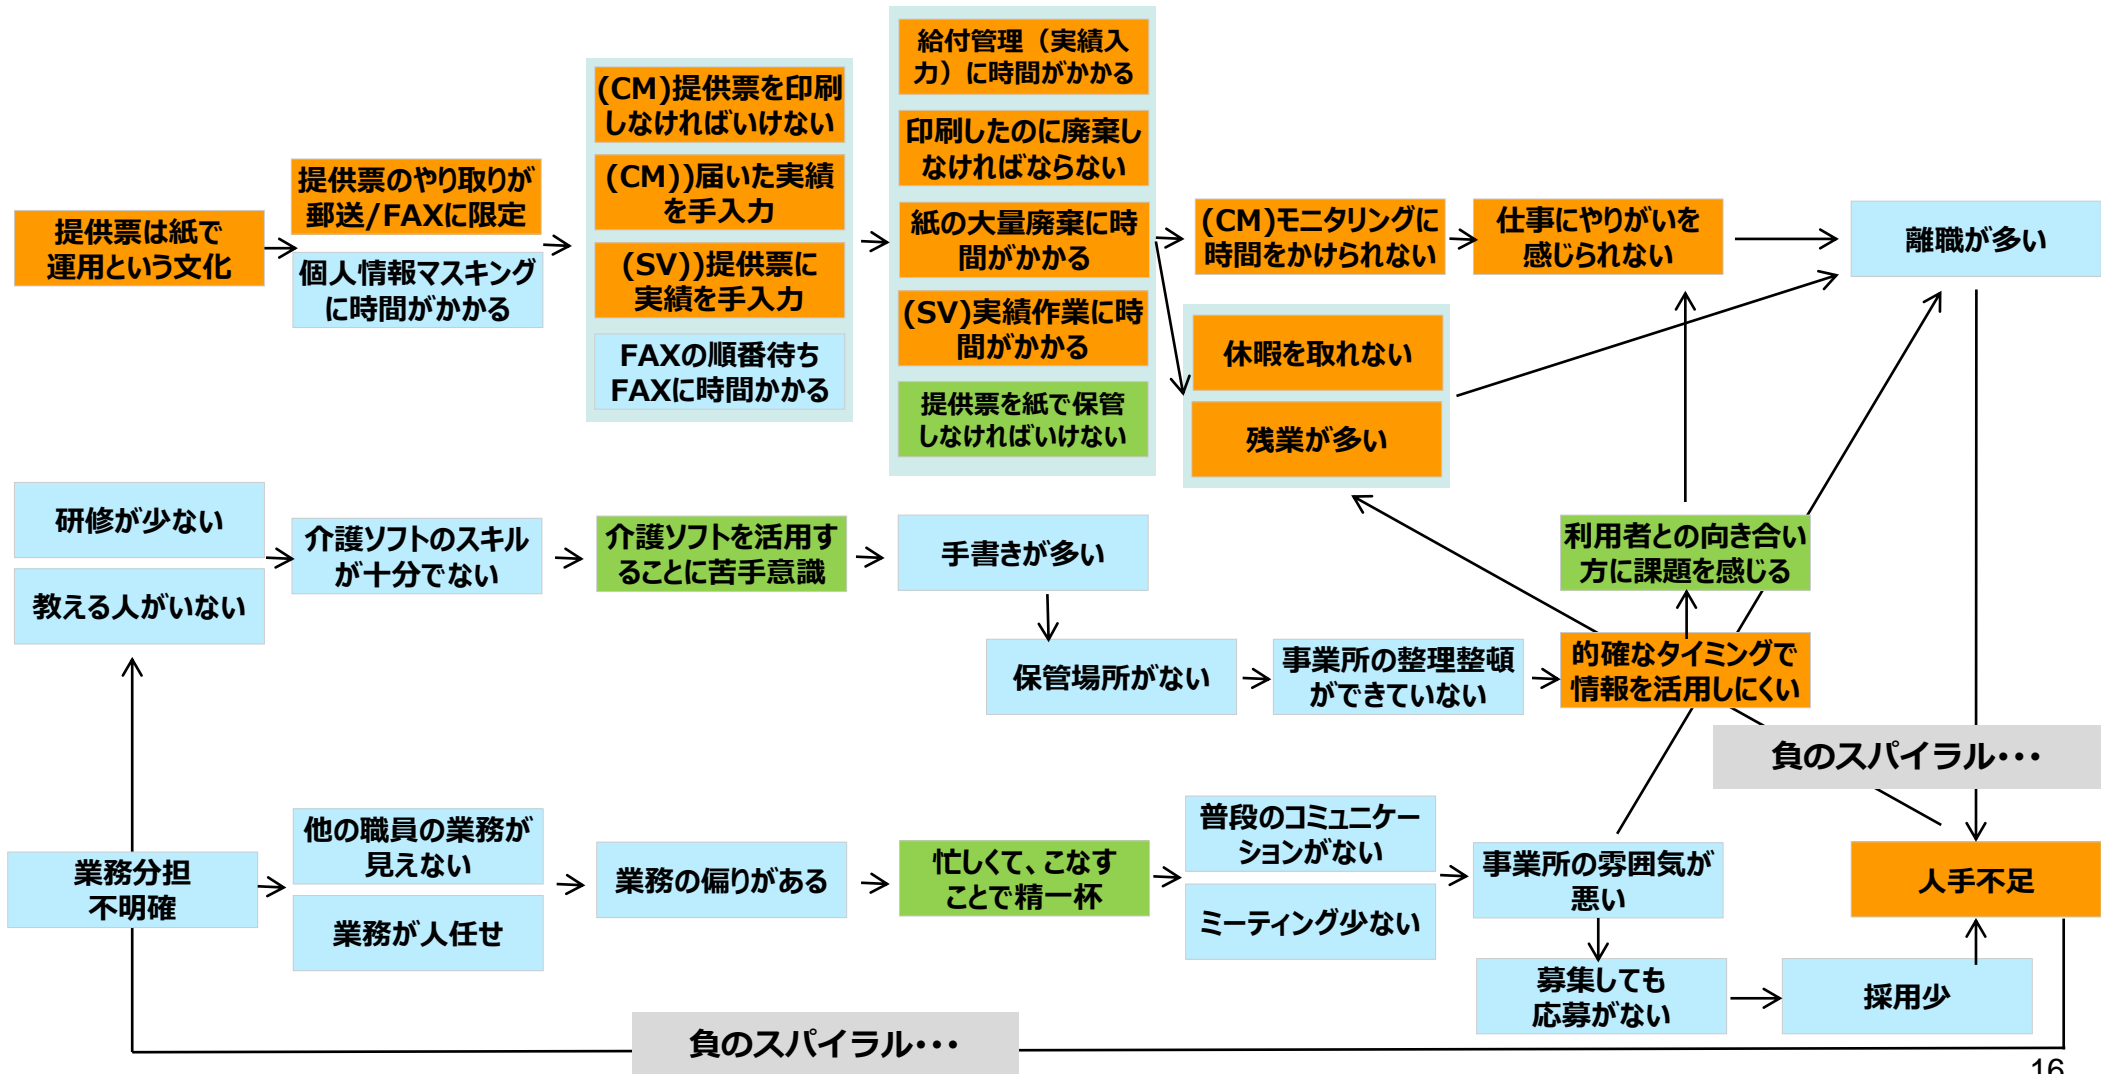 給付管理（実績入
力）に時間がかかる
(CM)提供票を印刷
しなければいけない
印刷したのに廃棄し
なければならない
提供票のやり取りが
郵送/FAXに限定
(CM))届いた実績
を手入力
提供票は紙で
運用という文化
紙の大量廃棄に時
間がかかる
(CM)モニタリングに
時間をかけられない
仕事にやりがいを
感じられない
離職が多い
個人情報マスキング
に時間がかかる
(SV))提供票に
実績を手入力
(SV)実績作業に時
間がかかる
FAXの順番待ち
FAXに時間かかる
休暇を取れない
提供票を紙で保管
しなければいけない
残業が多い
研修が少ない
教える人がいない
介護ソフトのスキル
が十分でない
介護ソフトを活用す
ることに苦手意識
手書きが多い
利用者との向き合い
方に課題を感じる
保管場所がない
事業所の整理整頓
ができていない
的確なタイミングで
情報を活用しにくい
負のスパイラル･･･
業務分担
不明確
他の職員の業務が
見えない
業務が人任せ
業務の偏りがある
忙しくて、こなす
ことで精一杯
普段のコミュニケー
ションがない
ミーティング少ない
事業所の雰囲気が
悪い
人手不足
募集しても
応募がない
採用少
負のスパイラル･･･
16